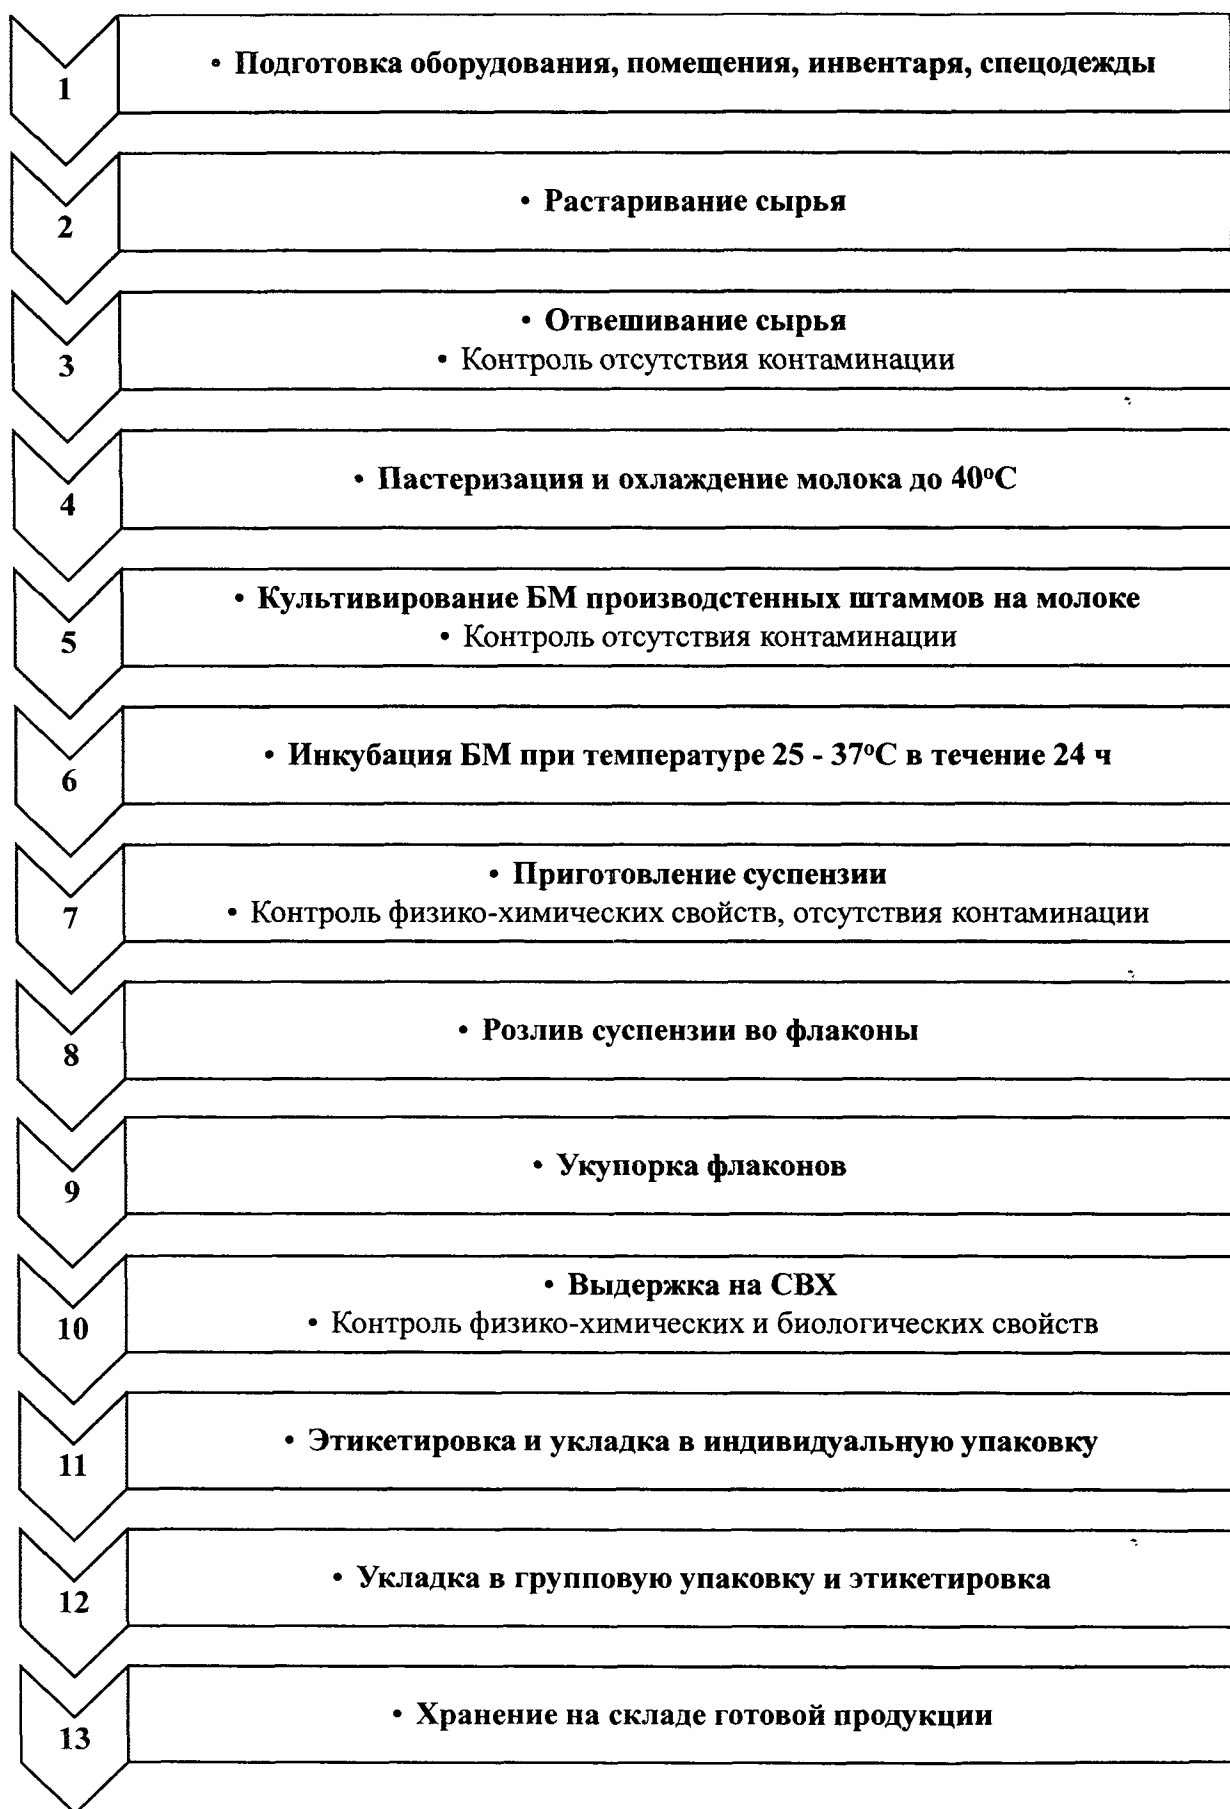 1
• Подготовка оборудования, помещения, инвентаря, спецодежды
2
• Растаривание сырья
3
• Отвешивание сырья
• Контроль отсутствия контаминации
4
• Пастеризация и охлаждение молока до 40°С
5
• Культивирование БМ производстенных штаммов на молоке
• Контроль отсутствия контаминации
6
• Инкубация БМ при температуре 25 - 37°С в течение 24 ч
7
• Приготовление суспензии
• Контроль физико-химических свойств, отсутствия контаминации
8
• Розлив суспензии во флаконы
9
• Укупорка флаконов
10
• Выдержка на СВХ
• Контроль физико-химических и биологических свойств
11
• Этикетировка и укладка в индивидуальную упаковку
12
• Укладка в групповую упаковку и этикетировка
13
• Хранение на складе готовой продукции